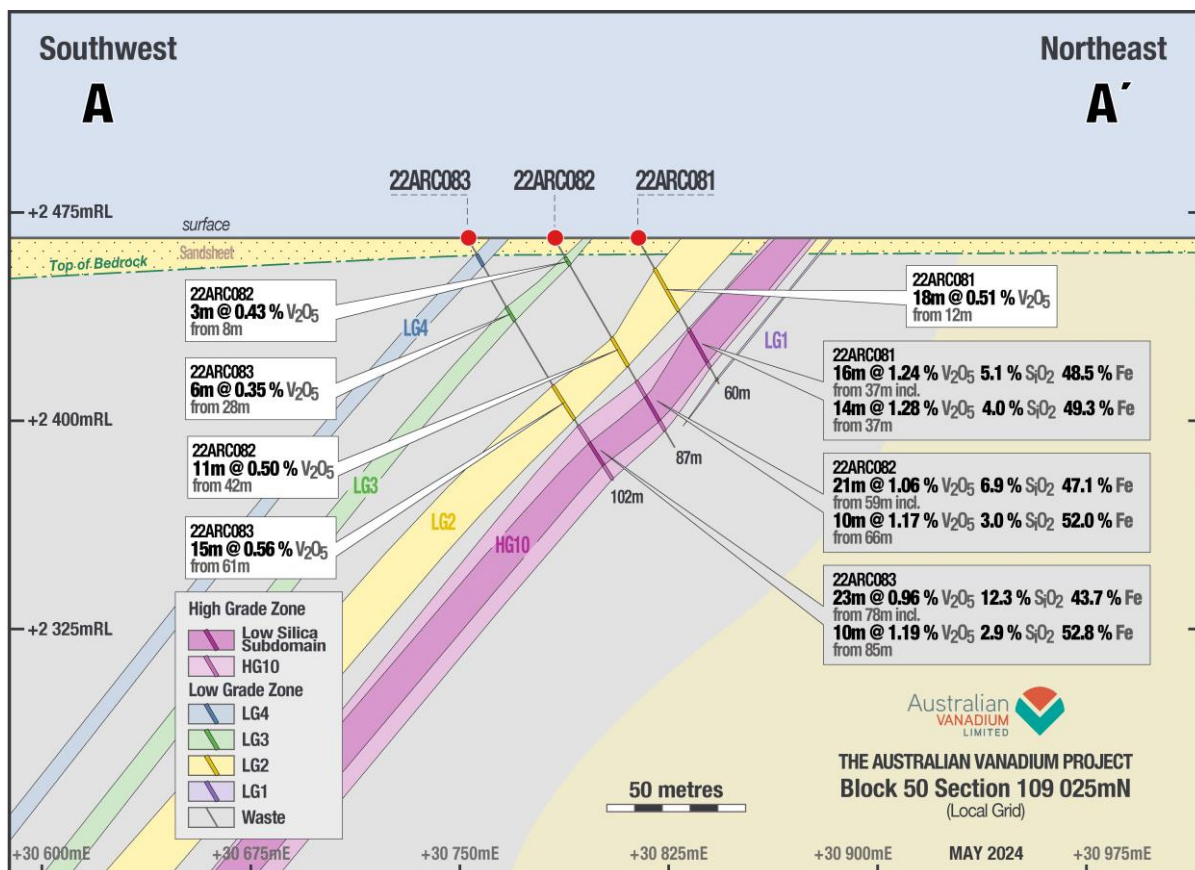 Southwest
A
Northeast
A´
22ARC083
22ARC082
22ARC081
+2 475mRL
surface
Sandsheet
Top of Bedrock
22ARC082
3m @ 0.43 % V₂O₅
from 8m
22ARC083
6m @ 0.35 % V₂O₅
from 28m
22ARC082
11m @ 0.50 % V₂O₅
from 42m
22ARC083
15m @ 0.56 % V₂O₅
from 61m
22ARC081
18m @ 0.51 % V₂O₅
from 12m
22ARC081
16m @ 1.24 % V₂O₅ 5.1 % SiO₂ 48.5 % Fe
from 37m incl.
14m @ 1.28 % V₂O₅ 4.0 % SiO₂ 49.3 % Fe
from 37m
22ARC082
21m @ 1.06 % V₂O₅ 6.9 % SiO₂ 47.1 % Fe
from 59m incl.
10m @ 1.17 % V₂O₅ 3.0 % SiO₂ 52.0 % Fe
from 66m
22ARC083
23m @ 0.96 % V₂O₅ 12.3 % SiO₂ 43.7 % Fe
from 78m incl.
10m @ 1.19 % V₂O₅ 2.9 % SiO₂ 52.8 % Fe
from 85m
LG4
LG1
60m
+2 400mRL
87m
LG3
102m
LG2
HG10
+2 325mRL
High Grade Zone
Low Silica
Subdomain
HG10
Low Grade Zone
LG4
LG3
LG2
LG1
Waste
50 metres
Australian
VANADIUM
LIMITED
THE AUSTRALIAN VANADIUM PROJECT
Block 50 Section 109 025mN
(Local Grid)
MAY 2024
+30 600mE
+30 675mE
+30 750mE
+30 825mE
+30 900mE
+30 975mE